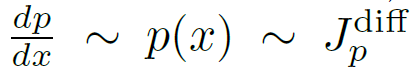 dp/dx ∼ p(x) ∼ J_p^diff